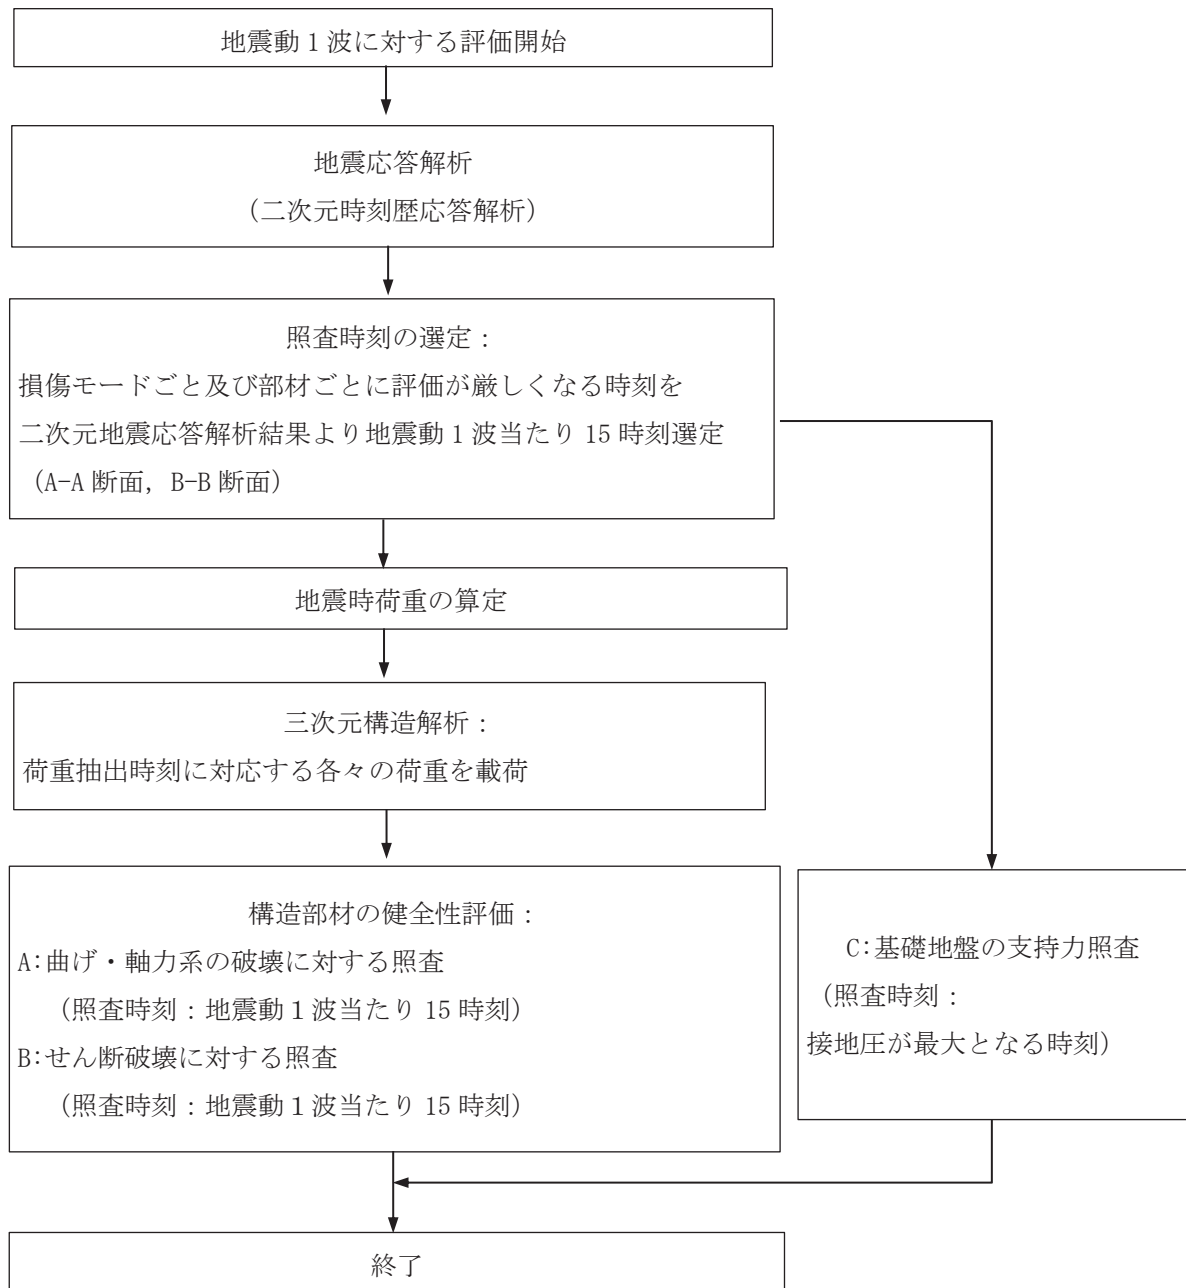 地震動1波に対する評価開始
地震応答解析
（二次元時刻歴応答解析）
照査時刻の選定：
損傷モードごと及び部材ごとに評価が厳しくなる時刻を
二次元地震応答解析結果より地震動1波当たり 15 時刻選定
（A-A 断面，B-B 断面）
地震時荷重の算定
三次元構造解析：
荷重抽出時刻に対応する各々の荷重を載荷
構造部材の健全性評価：
A:曲げ・軸力系の破壊に対する照査
（照査時刻：地震動１波当たり 15 時刻）
B:せん断破壊に対する照査
（照査時刻：地震動１波当たり 15 時刻）
C:基礎地盤の支持力照査
（照査時刻：
接地圧が最大となる時刻）
終了